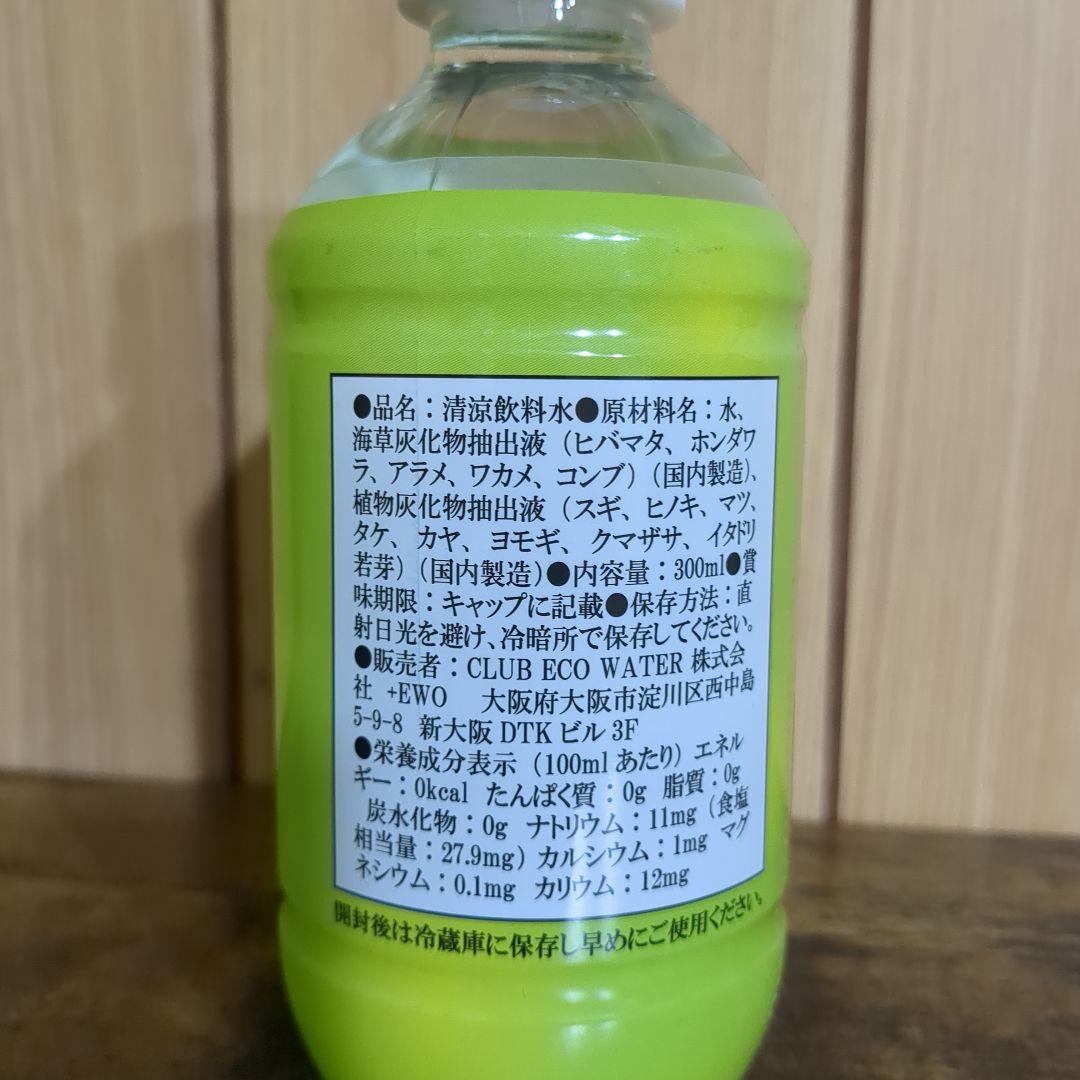 ●品名：清涼飲料水●原材料名：水、
海草灰化物抽出液（ヒバマタ、ホンダワ
ラ、アラメ、ワカメ、コンブ）（国内製造）、
植物灰化物抽出液（スギ、ヒノキ、マツ、
タケ、カヤ、ヨモギ、クマザサ、イタドリ
若芽）（国内製造）●内容量：300ml●賞
味期限：キャップに記載●保存方法：直
射日光を避け、冷暗所で保存してください。
●販売者：CLUB ECO WATER 株式会
社 +EWO 大阪府大阪市淀川区西中島
5-9-8 新大阪 DTK ビル 3F
●栄養成分表示（100ml あたり）エネル
ギー：0kcal たんぱく質：0g 脂質：0g
炭水化物：0g ナトリウム：11mg（食塩
相当量：27.9mg）カルシウム：1mg マグ
ネシウム：0.1mg カリウム：12mg
開封後は冷蔵庫に保存し早めにご使用ください。